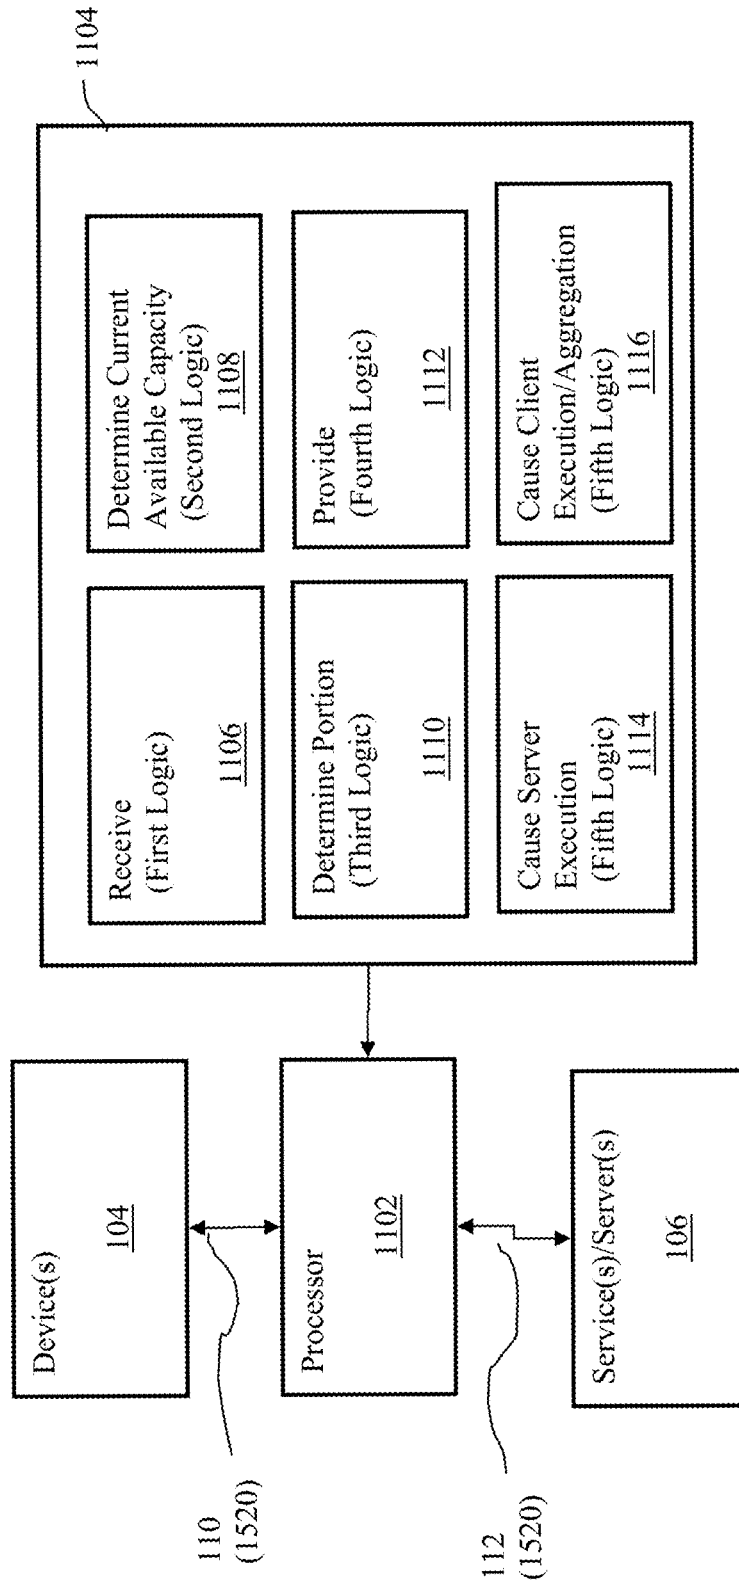 1104
Receive
(First Logic)
1106
Determine Current
Available Capacity
(Second Logic)
1108
Determine Portion
(Third Logic)
1110
Provide
(Fourth Logic)
1112
Cause Server
Execution
(Fifth Logic)
1114
Cause Client
Execution/Aggregation
(Fifth Logic)
1116
Device(s)
104
110
(1520)
Processor
1102
112
(1520)
Service(s)/Server(s)
106